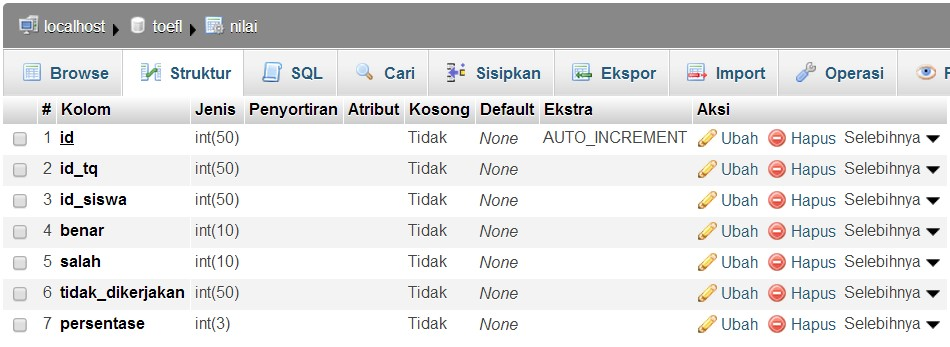 localhost toefl nilai
Browse Struktur SQL Cari Sisipkan Ekspor Import Operasi
# Kolom Jenis Penyortiran Atribut Kosong Default Ekstra Aksi
1 id int(50) Tidak None AUTO_INCREMENT Ubah Hapus Selebihnya
2 id_tq int(50) Tidak None Ubah Hapus Selebihnya
3 id_siswa int(50) Tidak None Ubah Hapus Selebihnya
4 benar int(10) Tidak None Ubah Hapus Selebihnya
5 salah int(10) Tidak None Ubah Hapus Selebihnya
6 tidak_dikerjakan int(50) Tidak None Ubah Hapus Selebihnya
7 persentase int(3) Tidak None Ubah Hapus Selebihnya